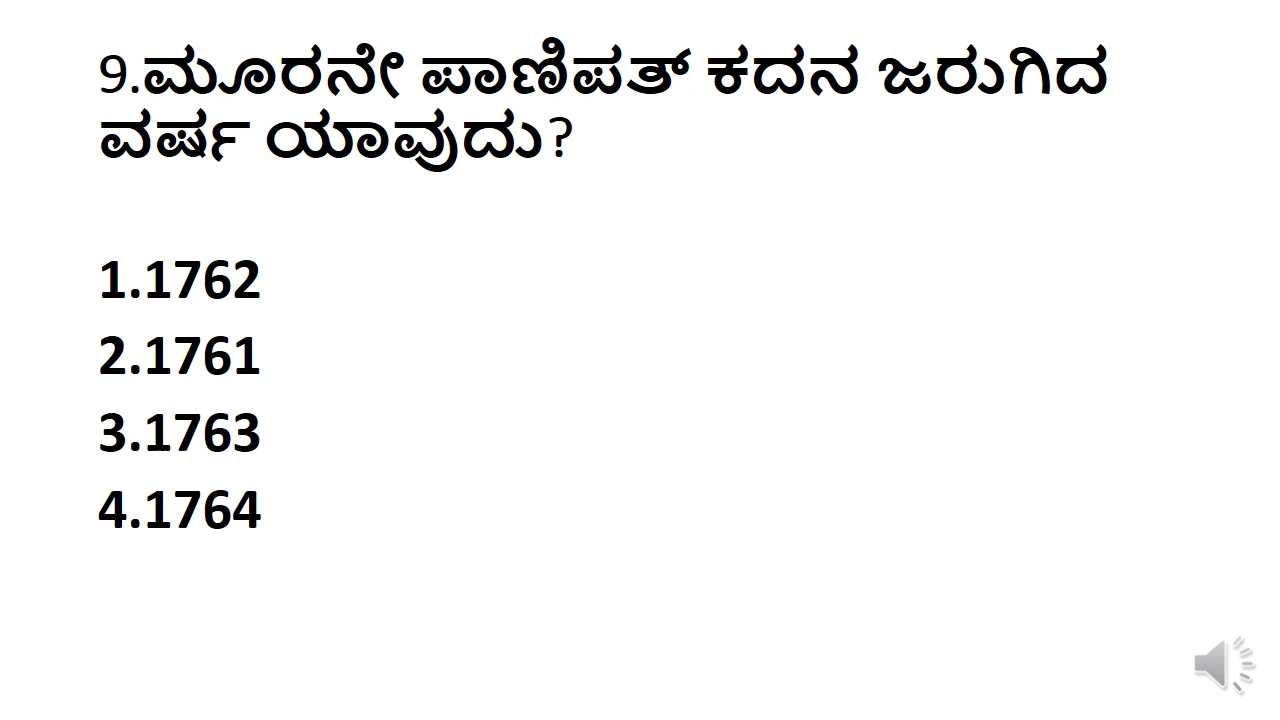 9.ಮೂರನೇ ಪಾಣಿಪತ್ ಕದನ ಜರುಗಿದ
ವರ್ಷ ಯಾವುದು?
1.1762
2.1761
3.1763
4.1764